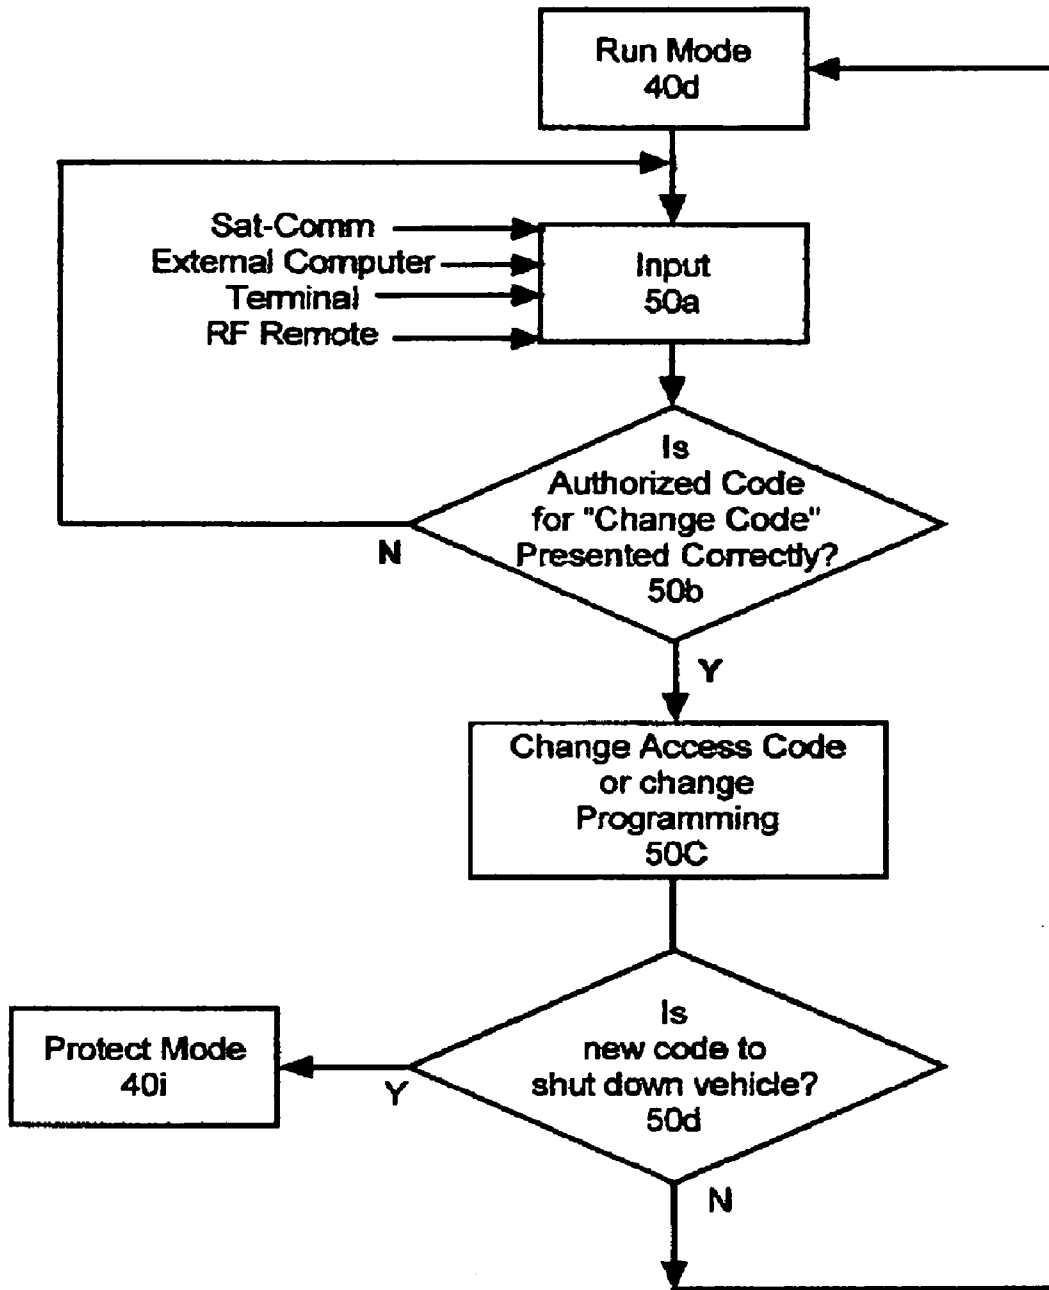 Run Mode
40d
Sat-Comm
External Computer
Terminal
RF Remote
Input
50a
Is
Authorized Code
for "Change Code"
Presented Correctly?
50b
N
Y
Change Access Code
or change
Programming
50C
Is
new code to
shut down vehicle?
50d
Y
Protect Mode
40i
N